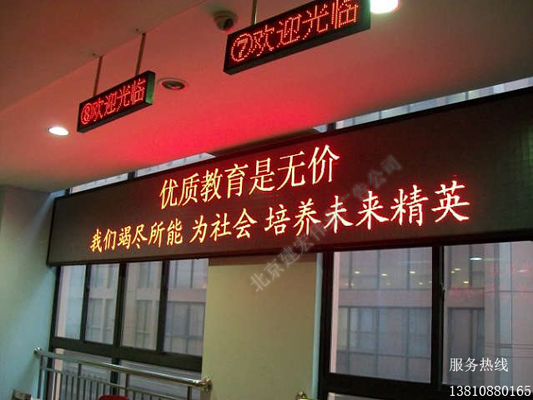 ⑦欢迎光临
⑧欢迎光临
优质教育是无价
我们竭尽所能 为社会 培养未来精英
服务热线
13810880165